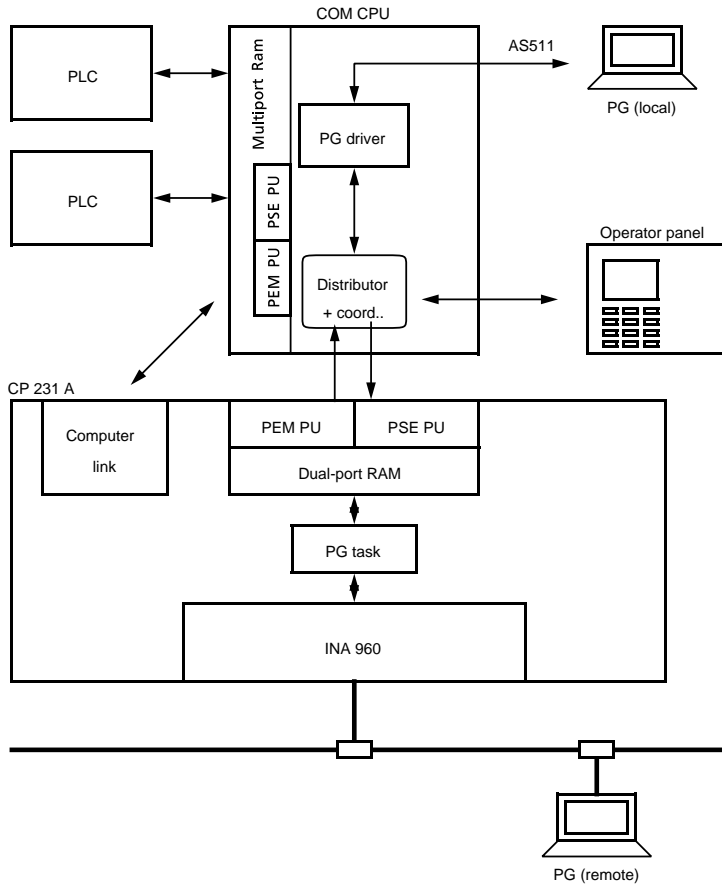 COM CPU
AS511
PLC
Multiport Ram
PG driver
PG (local)
PLC
PSE PU
PEM PU
Distributor
+ coord..
Operator panel
CP 231 A
Computer
link
PEM PU
PSE PU
Dual-port RAM
PG task
INA 960
PG (remote)